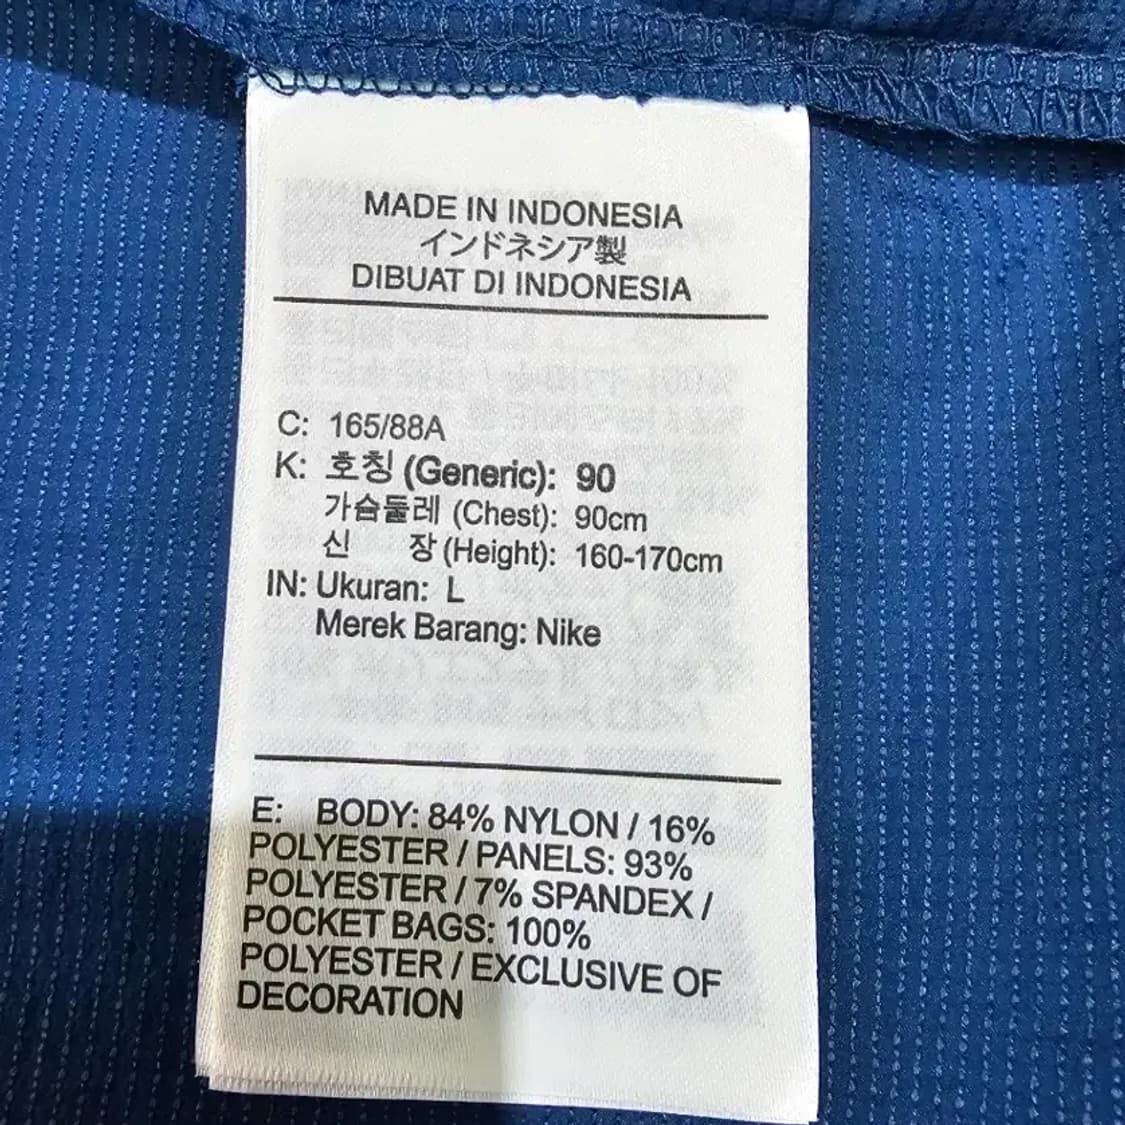 MADE IN INDONESIA
インドネシア製
DIBUAT DI INDONESIA
C: 165/88A
K: 호칭 (Generic): 90
가슴둘레 (Chest): 90cm
신 장 (Height): 160-170cm
IN: Ukuran: L
Merek Barang: Nike
E: BODY: 84% NYLON / 16%
POLYESTER / PANELS: 93%
POLYESTER / 7% SPANDEX /
POCKET BAGS: 100%
POLYESTER / EXCLUSIVE OF
DECORATION